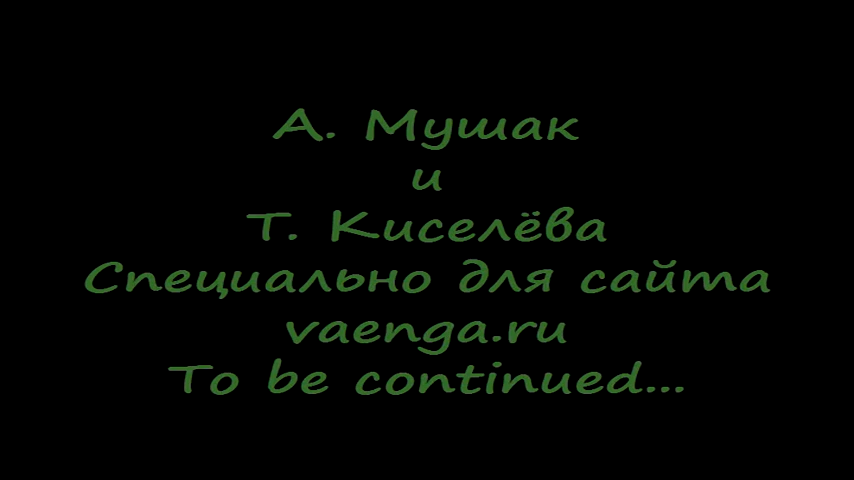 А. Мушак
и
Т. Киселёва
Специально для сайта
vaenga.ru
To be continued...